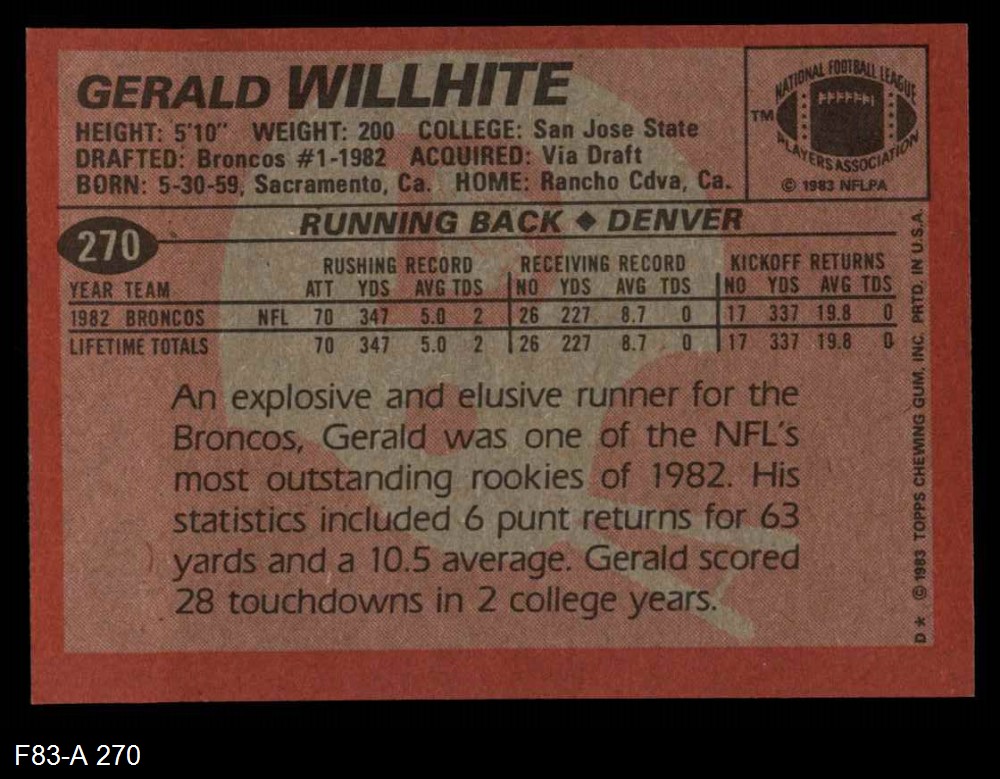 GERALD WILLHITE
HEIGHT: 5'10" WEIGHT: 200 COLLEGE: San Jose State
DRAFTED: Broncos #1-1982 ACQUIRED: Via Draft
BORN: 5-30-59, Sacramento, Ca. HOME: Rancho Cdva, Ca.
NATIONAL FOOTBALL LEAGUE
TM
PLAYERS ASSOCIATION
© 1983 NFLPA
270
RUNNING BACK ◆ DENVER
RUSHING RECORD RECEIVING RECORD KICKOFF RETURNS
YEAR TEAM ATT YDS AVG TDS NO YDS AVG TDS NO YDS AVG TDS
1982 BRONCOS NFL 70 347 5.0 2 26 227 8.7 0 17 337 19.8 0
LIFETIME TOTALS 70 347 5.0 2 26 227 8.7 0 17 337 19.8 0
An explosive and elusive runner for the
Broncos, Gerald was one of the NFL's
most outstanding rookies of 1982. His
statistics included 6 punt returns for 63
yards and a 10.5 average. Gerald scored
28 touchdowns in 2 college years.
D* © 1983 TOPPS CHEWING GUM, INC. PRTD. IN U.S.A.
F83-A 270